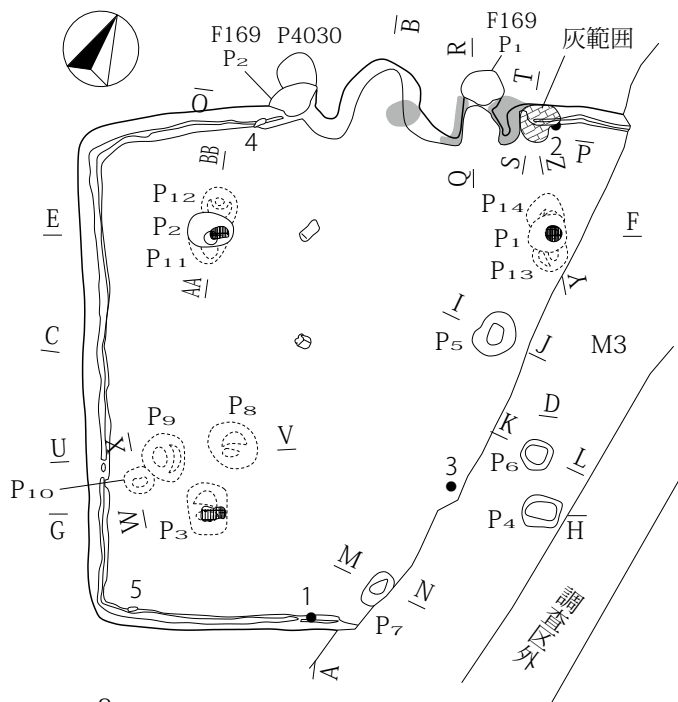 B
F169 P4030
P₂
R
F169
P₁
T
灰範囲
O
4
2
P
BB
Q
S
Z
P₁₂
P₂
P₁₁
AA
E
P₁₄
P₁
P₁₃
F
Y
I
C
P₅
J
M3
D
K
P₉
P₈
V
U
X
P₆
L
P₁₀
3
G
W
P₃
P₄
H
M
N
5
1
P₇
A
調査区外